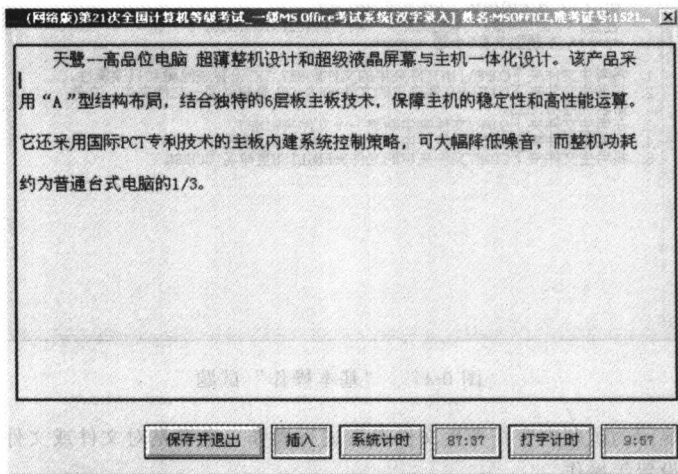 (网络版)第21次全国计算机等级考试_一级MS Office考试系统[汉字录入] 姓名:MSOFFICE,准考证号:1521...
天鹭--高品位电脑 超薄整机设计和超级液晶屏幕与主机一体化设计。该产品采
用“A”型结构布局，结合独特的6层板主板技术，保障主机的稳定性和高性能运算。
它还采用国际PCT专利技术的主板内建系统控制策略，可大幅降低噪音，而整机功耗
约为普通台式电脑的1/3。
保存并退出 插入 系统计时 87:37 打字计时 9:57